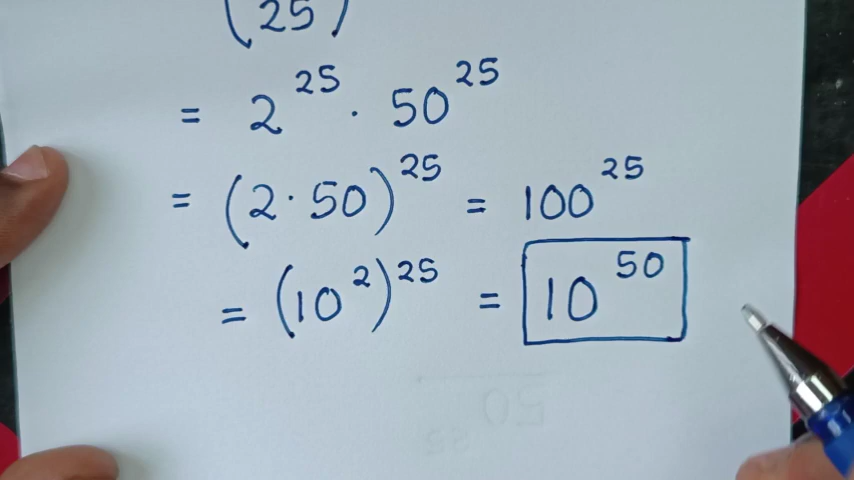 (25)
= 2^25 · 50^25
= (2 · 50)^25 = 100^25
= (10^2)^25 = 10^50